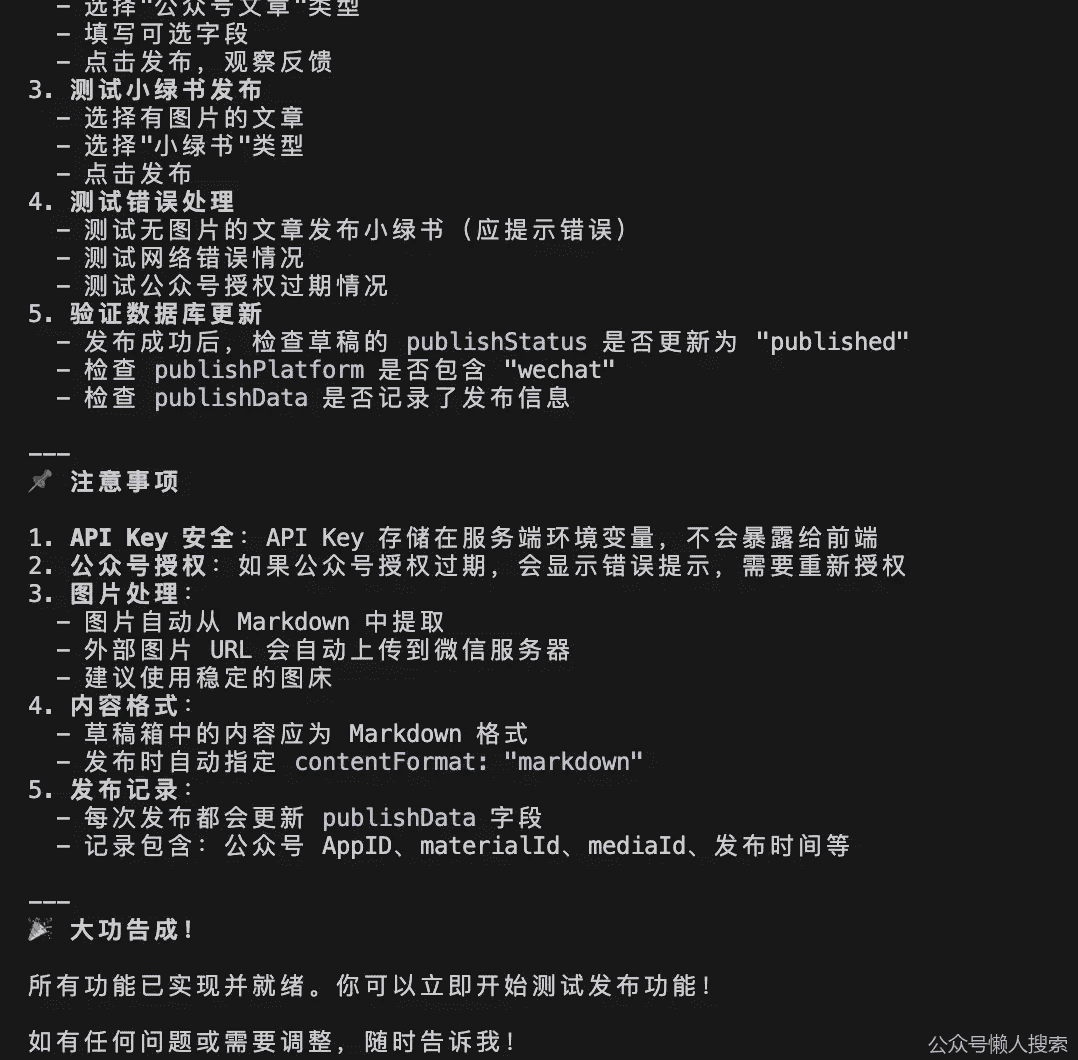 – 选择"公众号文章"类型
– 填写可选字段
– 点击发布，观察反馈
3. 测试小绿书发布
– 选择有图片的文章
– 选择"小绿书"类型
– 点击发布
4. 测试错误处理
– 测试无图片的文章发布小绿书（应提示错误）
– 测试网络错误情况
– 测试公众号授权过期情况
5. 验证数据库更新
– 发布成功后，检查草稿的 publishStatus 是否更新为 "published"
– 检查 publishPlatform 是否包含 "wechat"
– 检查 publishData 是否记录了发布信息
---
📌 注意事项
1. API Key 安全：API Key 存储在服务端环境变量，不会暴露给前端
2. 公众号授权：如果公众号授权过期，会显示错误提示，需要重新授权
3. 图片处理：
– 图片自动从 Markdown 中提取
– 外部图片 URL 会自动上传到微信服务器
– 建议使用稳定的图床
4. 内容格式：
– 草稿箱中的内容应为 Markdown 格式
– 发布时自动指定 contentFormat: "markdown"
5. 发布记录：
– 每次发布都会更新 publishData 字段
– 记录包含：公众号 AppID、materialId、mediaId、发布时间等
---
🎉 大功告成！
所有功能已实现并就绪。你可以立即开始测试发布功能！
如有任何问题或需要调整，随时告诉我！
公众号懒人搜索